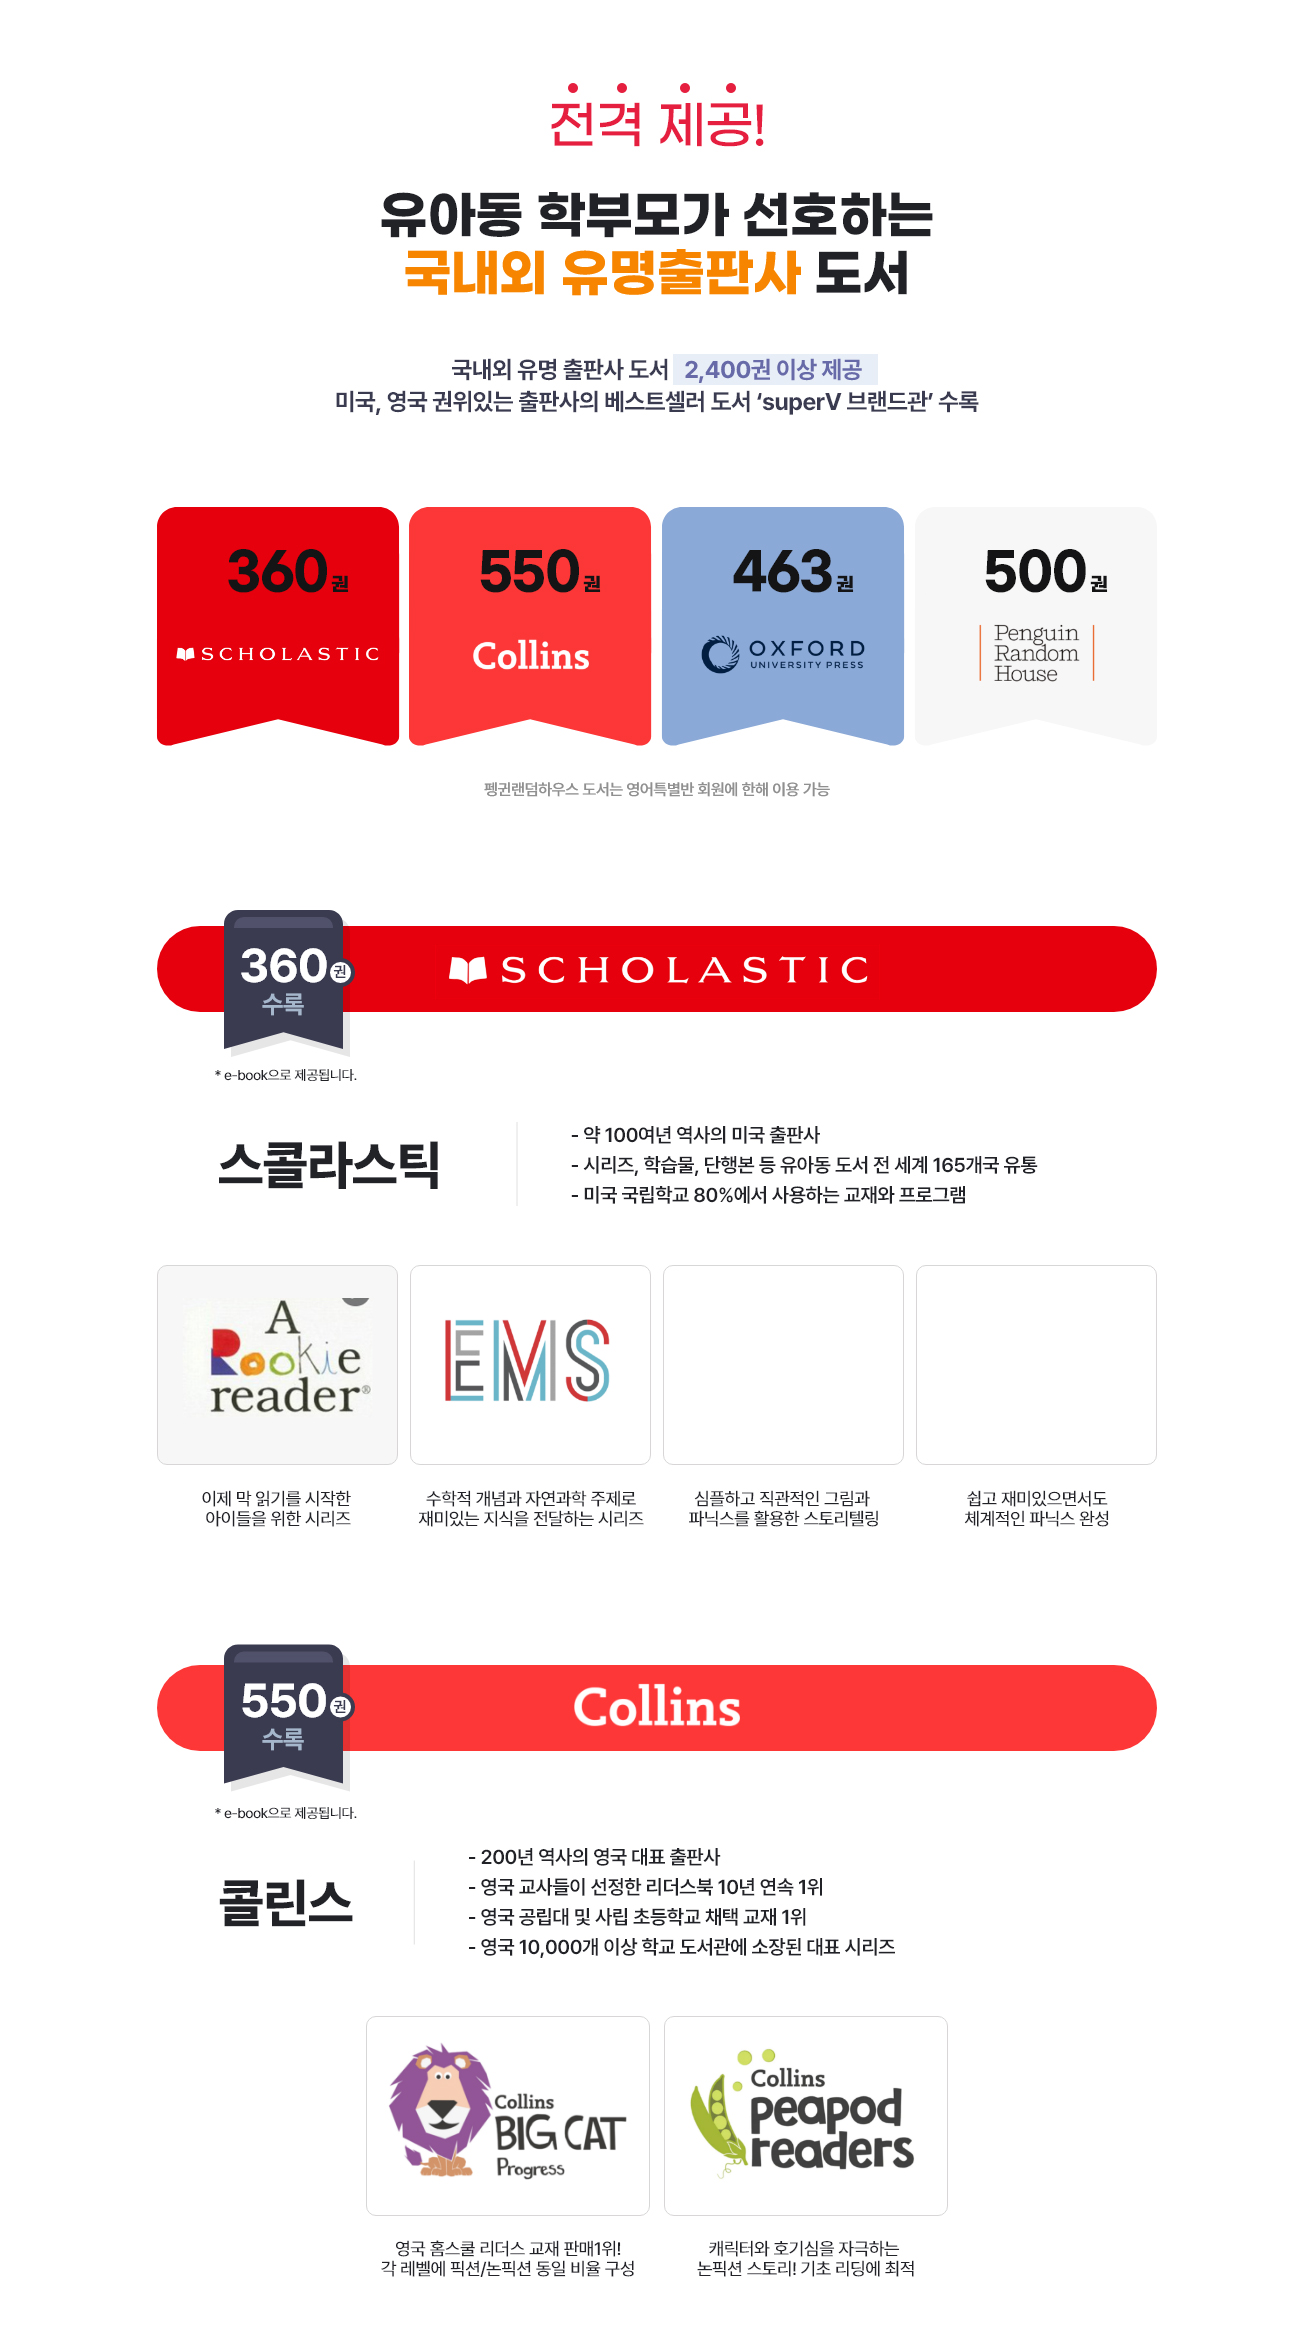 전격 제공!
유아동 학부모가 선호하는
국내외 유명출판사 도서
국내외 유명 출판사 도서 2,400권 이상 제공
미국, 영국 권위있는 출판사의 베스트셀러 도서 ‘superV 브랜드관’ 수록
360권
SCHOLASTIC
550권
Collins
463권
OXFORD
UNIVERSITY PRESS
500권
Penguin
Random
House
펭귄랜덤하우스 도서는 영어특별반 회원에 한해 이용 가능
360권
수록
SCHOLASTIC
* e-book으로 제공됩니다.
스콜라스틱
- 약 100여년 역사의 미국 출판사
- 시리즈, 학습물, 단행본 등 유아동 도서 전 세계 165개국 유통
- 미국 국립학교 80%에서 사용하는 교재와 프로그램
A
Rookie
reader®
EMS
이제 막 읽기를 시작한
아이들을 위한 시리즈
수학적 개념과 자연과학 주제로
재미있는 지식을 전달하는 시리즈
심플하고 직관적인 그림과
파닉스를 활용한 스토리텔링
쉽고 재미있으면서도
체계적인 파닉스 완성
550권
수록
Collins
* e-book으로 제공됩니다.
콜린스
- 200년 역사의 영국 대표 출판사
- 영국 교사들이 선정한 리더스북 10년 연속 1위
- 영국 공립대 및 사립 초등학교 채택 교재 1위
- 영국 10,000개 이상 학교 도서관에 소장된 대표 시리즈
Collins
BIG CAT
Progress
Collins
peapod
readers
영국 홈스쿨 리더스 교재 판매1위!
각 레벨에 픽션/논픽션 동일 비율 구성
캐릭터와 호기심을 자극하는
논픽션 스토리! 기초 리딩에 최적